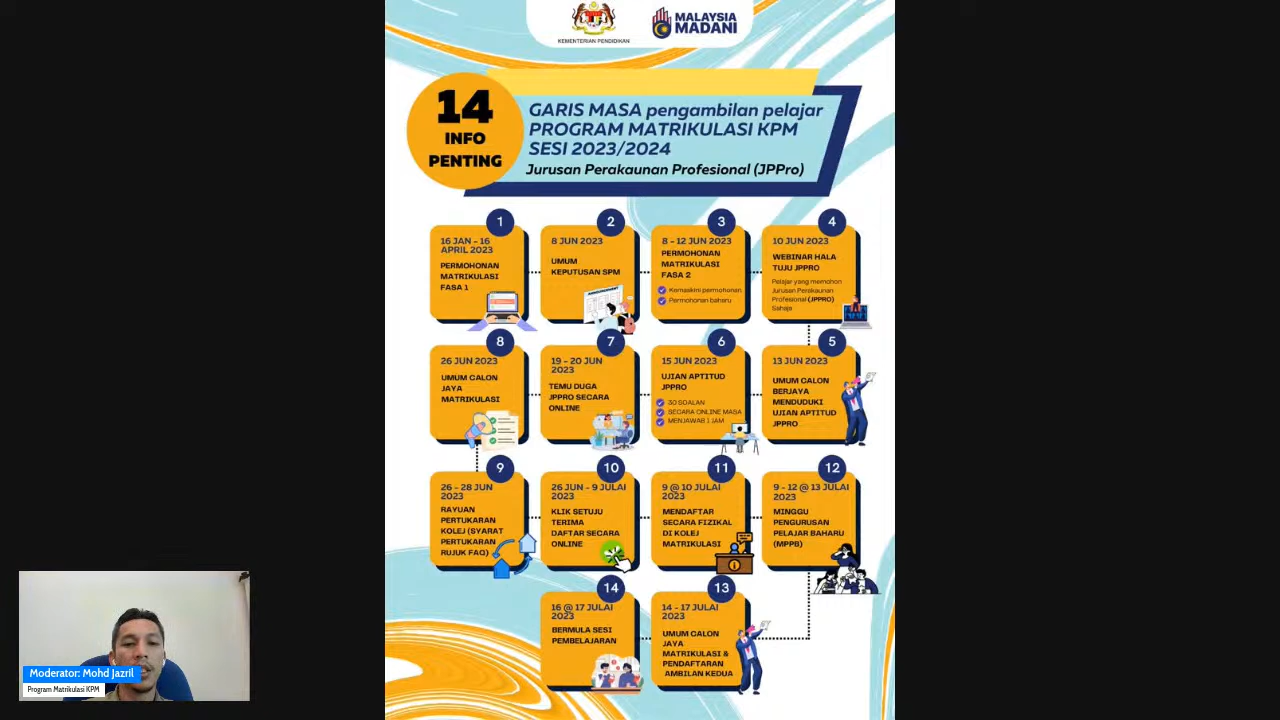 KEMENTERIAN PENDIDIKAN
MALAYSIA
MADANI
14
INFO
PENTING
GARIS MASA pengambilan pelajar
PROGRAM MATRIKULASI KPM
SESI 2023/2024
Jurusan Perakaunan Profesional (JPPro)
1
16 JAN - 16
APRIL 2023
PERMOHONAN
MATRIKULASI
FASA 1
2
8 JUN 2023
UMUM
KEPUTUSAN SPM
3
8 - 12 JUN 2023
PERMOHONAN
MATRIKULASI
FASA 2
Kemaskini permohonan
Permohonan baharu
4
10 JUN 2023
WEBINAR HALA
TUJU JPPRO
Pelajar yang memohon
Jurusan Perakaunan
Profesional (JPPRO)
Sahaja
5
13 JUN 2023
UMUM CALON
BERJAYA
MENDUDUKI
UJIAN APTITUD
JPPRO
6
15 JUN 2023
UJIAN APTITUD
JPPRO
30 SOALAN
SECARA ONLINE MASA
MENJAWAB 1 JAM
7
19 - 20 JUN
2023
TEMU DUGA
JPPRO SECARA
ONLINE
8
26 JUN 2023
UMUM CALON
JAYA
MATRIKULASI
9
26 - 28 JUN
2023
RAYUAN
PERTUKARAN
KOLEJ (SYARAT
PERTUKARAN
RUJUK FAQ)
10
26 JUN - 9 JULAI
2023
KLIK SETUJU
TERIMA
DAFTAR SECARA
ONLINE
11
9 @ 10 JULAI
2023
MENDAFTAR
SECARA FIZIKAL
DI KOLEJ
MATRIKULASI
12
9 - 12 @ 13 JULAI
2023
MINGGU
PENGURUSAN
PELAJAR BAHARU
(MPPB)
13
14 - 17 JULAI
2023
UMUM CALON
JAYA
MATRIKULASI &
PENDAFTARAN
AMBILAN KEDUA
14
16 @ 17 JULAI
2023
BERMULA SESI
PEMBELAJARAN
Moderator: Mohd Jazril
Program Matrikulasi KPM